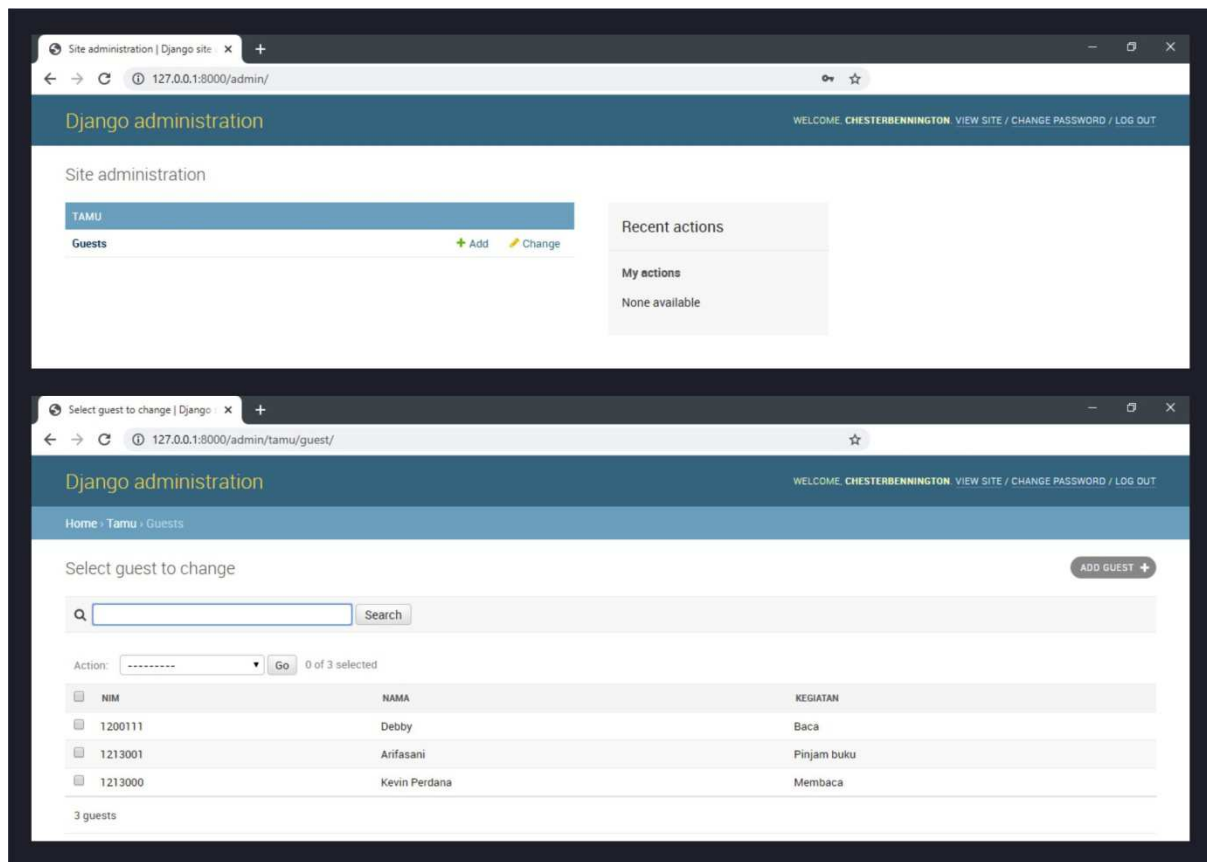 Site administration | Django site
127.0.0.1:8000/admin/
Django administration
WELCOME, CHESTERBENNINGTON. VIEW SITE / CHANGE PASSWORD / LOG OUT
Site administration
TAMU
Guests + Add Change
Recent actions
My actions
None available
Select guest to change | Django
127.0.0.1:8000/admin/tamu/guest/
Django administration
WELCOME, CHESTERBENNINGTON. VIEW SITE / CHANGE PASSWORD / LOG OUT
Home › Tamu › Guests
Select guest to change
ADD GUEST +
Search
Action: --------- Go 0 of 3 selected
NIM NAMA KEGIATAN
1200111 Debby Baca
1213001 Arifasani Pinjam buku
1213000 Kevin Perdana Membaca
3 guests